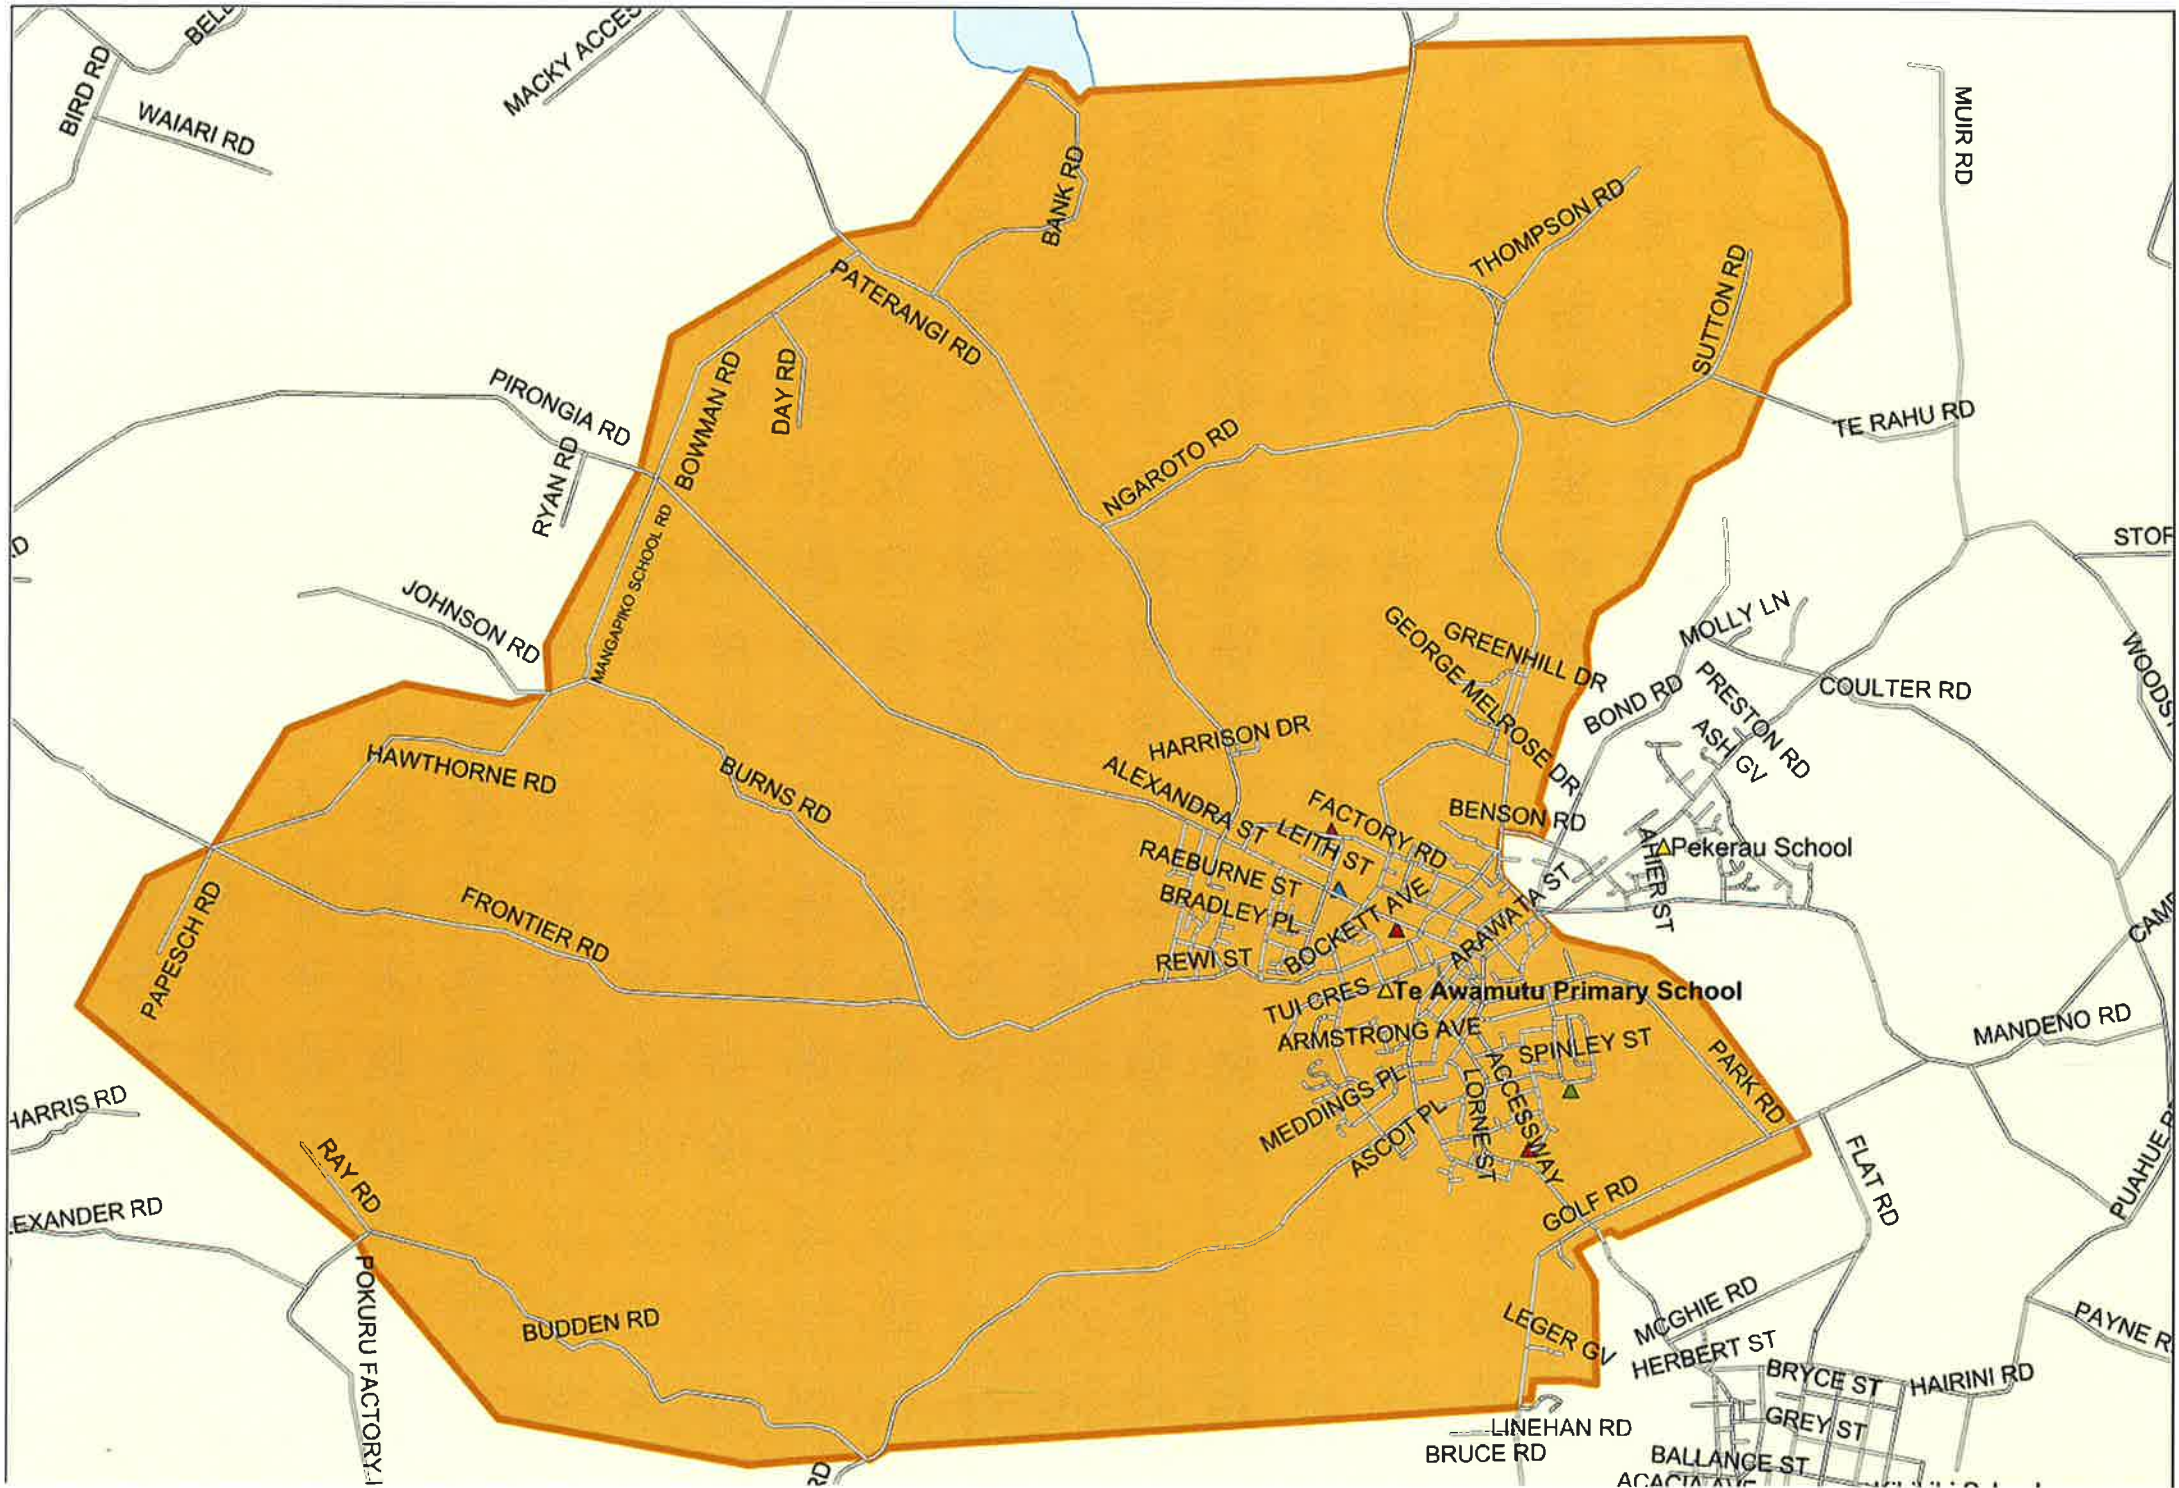 BIRD RD
WAIARI RD
MUIR RD
BANK RD
THOMPSON RD
SUTTON RD
PATERANGI RD
PIRONGIA RD
RYAN RD
BOWMAN RD
DAY RD
TE RAHU RD
NGAROTO RD
MANGAPIKO SCHOOL RD
JOHNSON RD
GREENHILL DR
GEORGE MELROSE DR
MOLLY LN
BOND RD
PRESTON RD
COULTER RD
ASH GV
HAWTHORNE RD
BURNS RD
HARRISON DR
ALEXANDRA ST
FACTORY RD
BENSON RD
LEITH ST
RAEBURNE ST
AHIER ST
Pekerau School
BRADLEY PL
BOCKETT AVE
ARAWATA ST
PAPESCH RD
FRONTIER RD
REWI ST
TUI CRES
Te Awamutu Primary School
ARMSTRONG AVE
SPINLEY ST
PARK RD
MANDENO RD
MEDDINGS PL
ASCOT PL
LORNE ST
ACCESSWAY
HARRIS RD
RAY RD
GOLF RD
FLAT RD
EXANDER RD
POKURU FACTORY
BUDDEN RD
LEGER GV
MCGHIE RD
HERBERT ST
BRYCE ST
HAIRINI RD
GREY ST
LINEHAN RD
BRUCE RD
BALLANCE ST
MACKY ACCES
BELL
STOP
WOODS
PUAHUE R
PAYNE R
RD